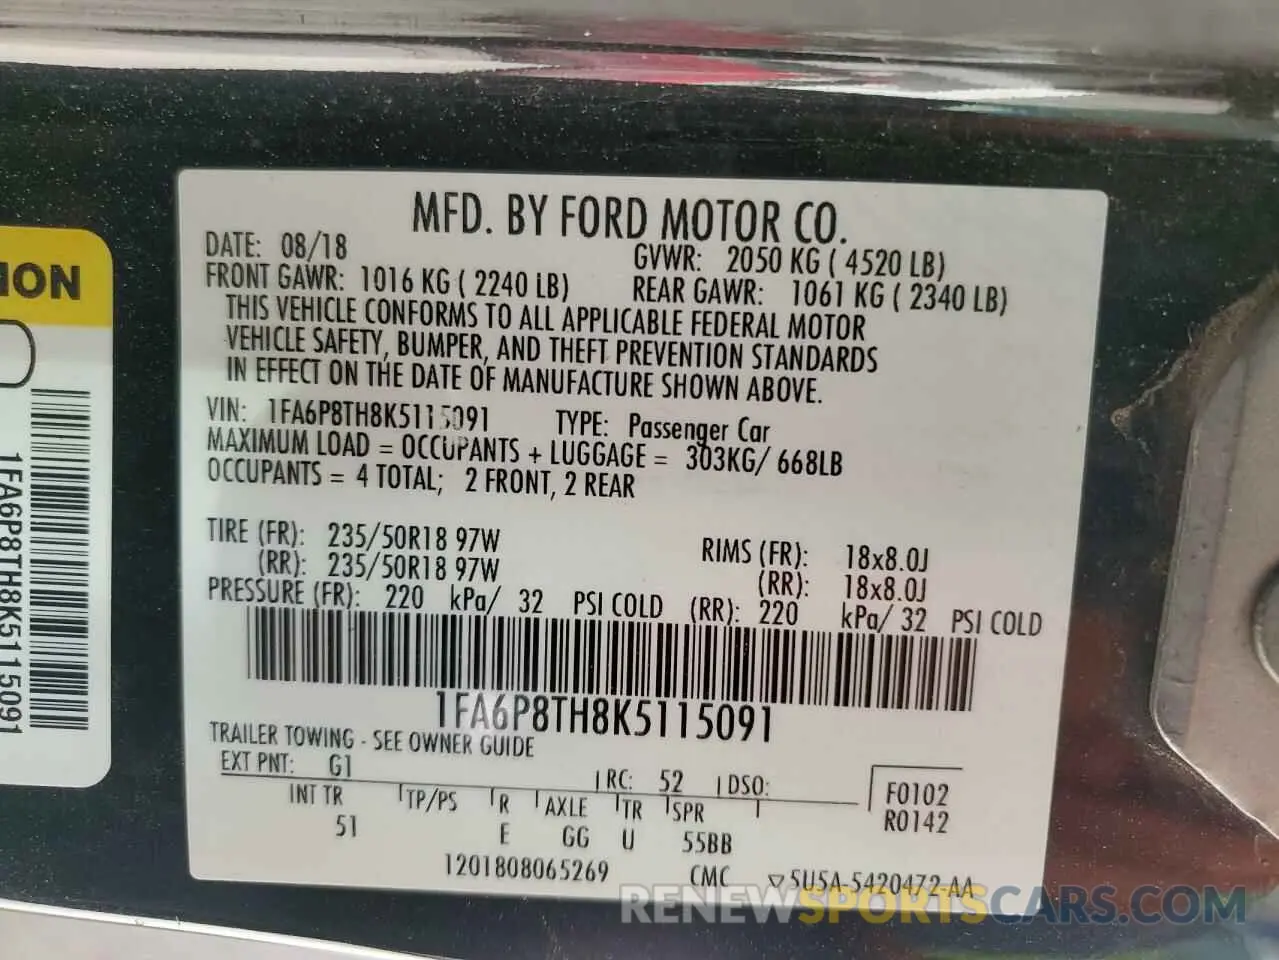 MFD. BY FORD MOTOR CO.
DATE: 08/18 GVWR: 2050 KG ( 4520 LB)
FRONT GAWR: 1016 KG ( 2240 LB) REAR GAWR: 1061 KG ( 2340 LB)
THIS VEHICLE CONFORMS TO ALL APPLICABLE FEDERAL MOTOR
VEHICLE SAFETY, BUMPER, AND THEFT PREVENTION STANDARDS
IN EFFECT ON THE DATE OF MANUFACTURE SHOWN ABOVE.
VIN: 1FA6P8TH8K5115091 TYPE: Passenger Car
MAXIMUM LOAD = OCCUPANTS + LUGGAGE = 303KG/ 668LB
OCCUPANTS = 4 TOTAL; 2 FRONT, 2 REAR
TIRE (FR): 235/50R18 97W RIMS (FR): 18x8.0J
(RR): 235/50R18 97W (RR): 18x8.0J
PRESSURE (FR): 220 kPa/ 32 PSI COLD (RR): 220 kPa/ 32 PSI COLD
1FA6P8TH8K5115091
TRAILER TOWING - SEE OWNER GUIDE
EXT PNT: G1 RC: 52 DSO:
INT TR TP/PS R AXLE TR SPR
51 E GG U 55BB
F0102
R0142
1201808065269 CMC ▽5U5A-5420472-AA
ION
1FA6P8TH8K5115091
RENEWSPORTSCARS.COM